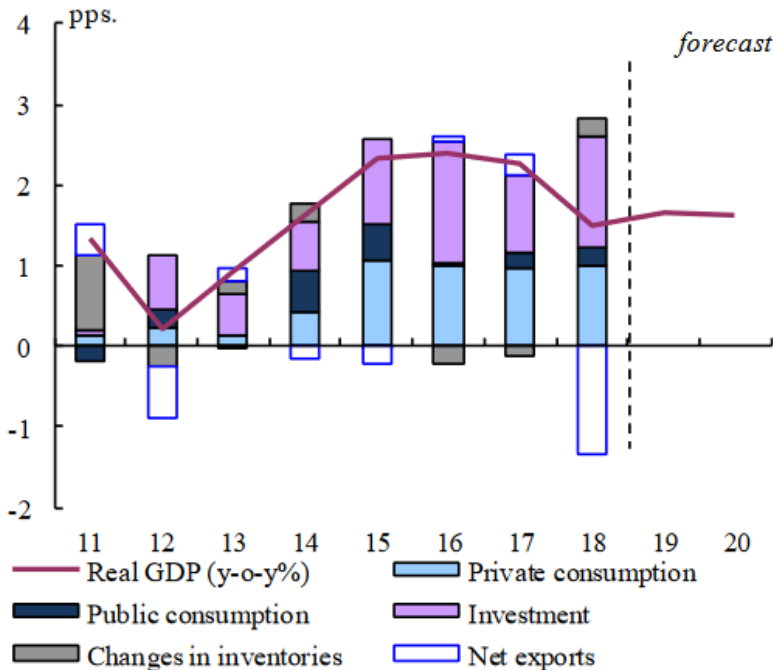 4
pps.
forecast
3
2
1
0
-1
-2
11 12 13 14 15 16 17 18 19 20
Real GDP (y-o-y%) Private consumption
Public consumption Investment
Changes in inventories Net exports